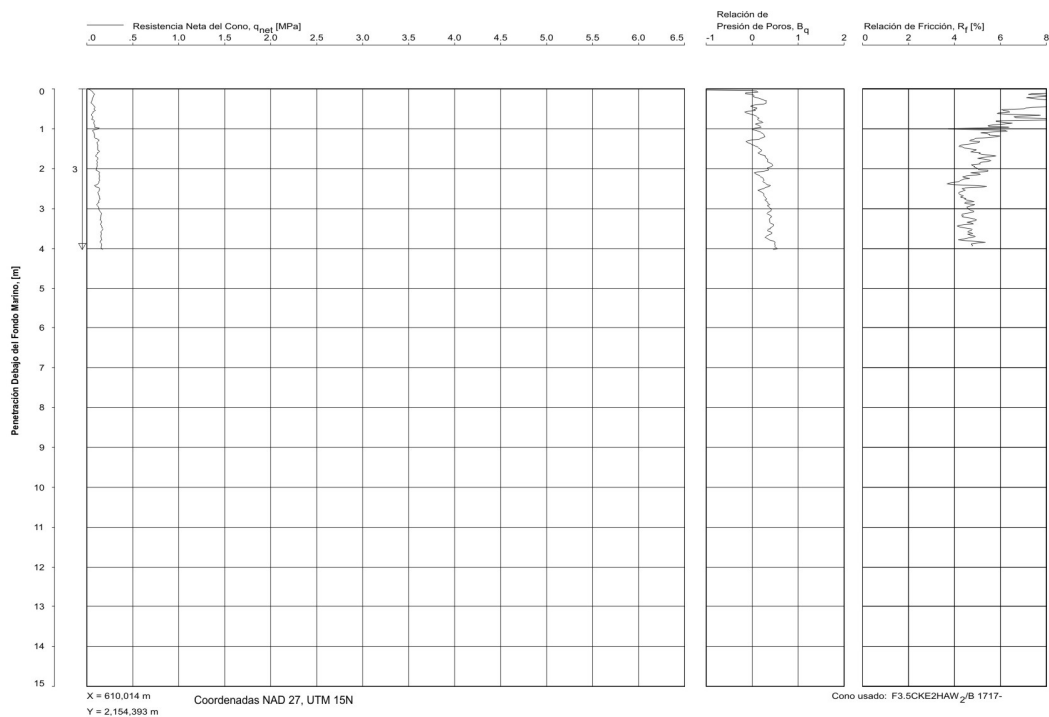 Resistencia Neta del Cono, qnet [MPa]
Relación de
Presión de Poros, Bq
Relación de Fricción, Rf [%]
.0 .5 1.0 1.5 2.0 2.5 3.0 3.5 4.0 4.5 5.0 5.5 6.0 6.5
-1 0 1 2
0 2 4 6 8
0
1
2
3
3
4
5
6
7
8
9
10
11
12
13
14
15
Penetración Debajo del Fondo Marino, [m]
X = 610,014 m
Y = 2,154,393 m
Coordenadas NAD 27, UTM 15N
Cono usado: F3.5CKE2HAW2/B 1717-